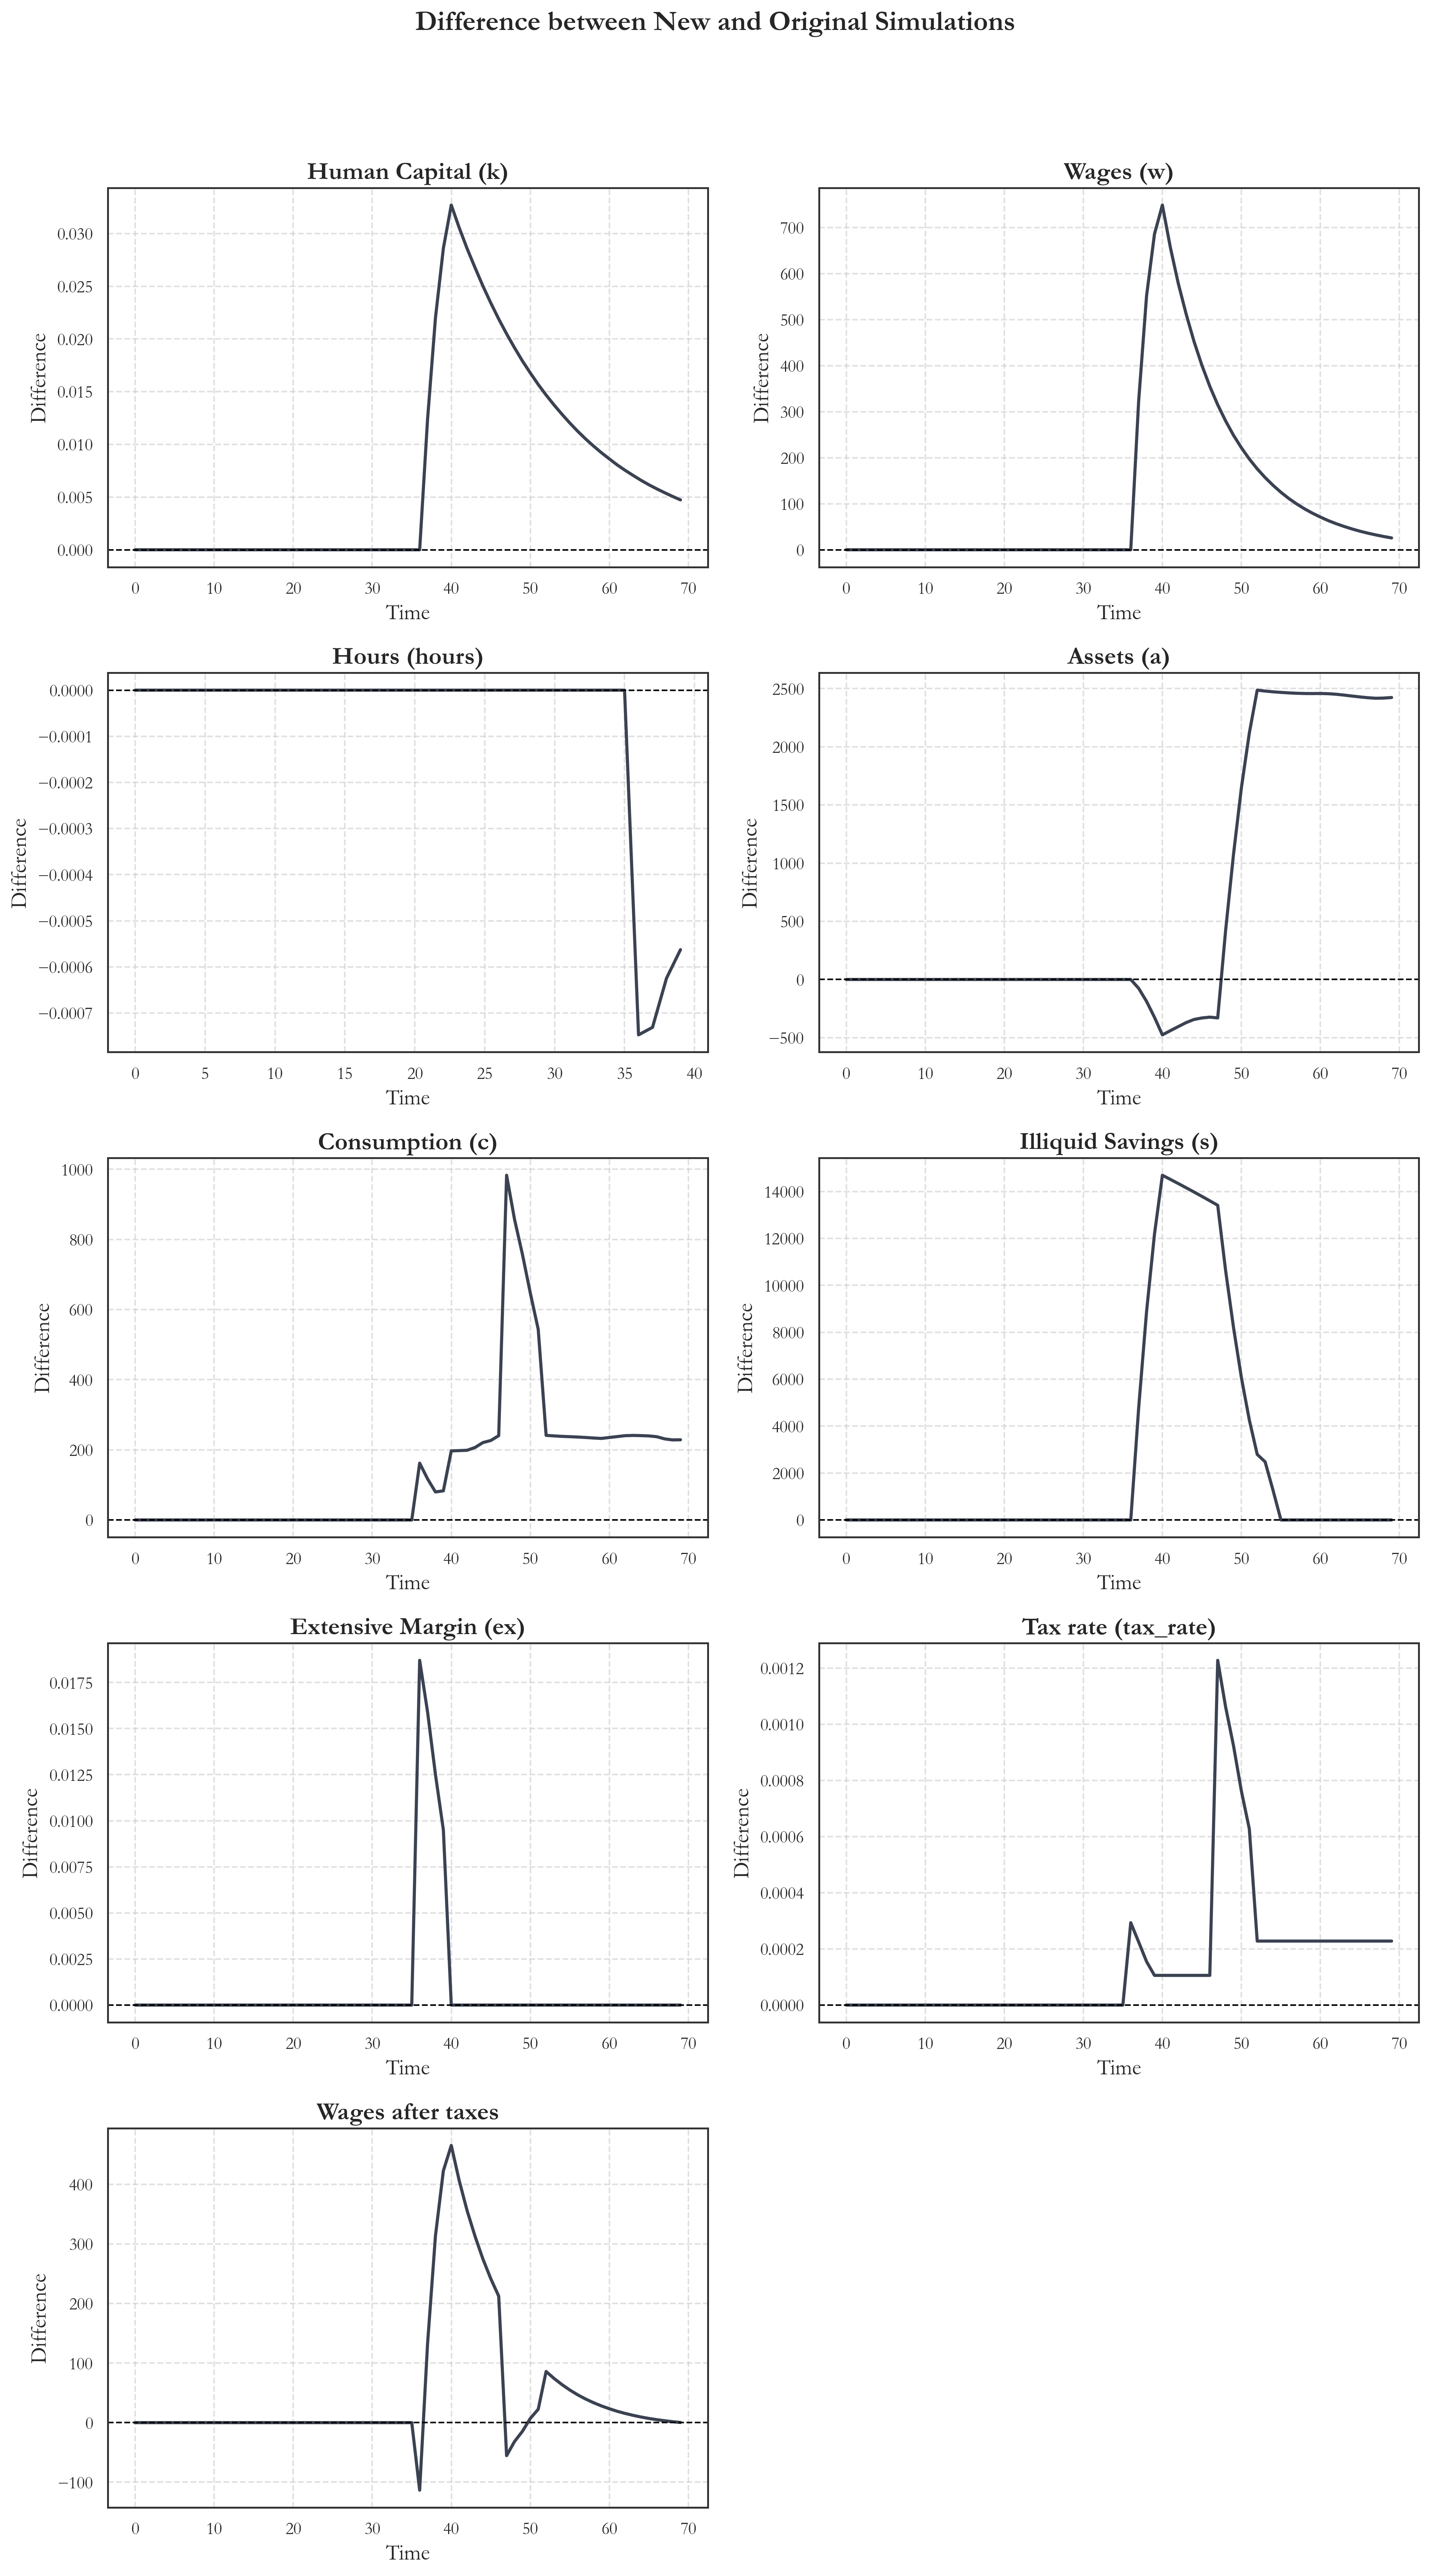 Difference between New and Original Simulations
Human Capital (k)
Difference
0.030
0.025
0.020
0.015
0.010
0.005
0.000
0 10 20 30 40 50 60 70
Time
Wages (w)
Difference
700
600
500
400
300
200
100
0
0 10 20 30 40 50 60 70
Time
Hours (hours)
Difference
0.0000
−0.0001
−0.0002
−0.0003
−0.0004
−0.0005
−0.0006
−0.0007
0 5 10 15 20 25 30 35 40
Time
Assets (a)
Difference
2500
2000
1500
1000
500
0
−500
0 10 20 30 40 50 60 70
Time
Consumption (c)
Difference
1000
800
600
400
200
0
0 10 20 30 40 50 60 70
Time
Illiquid Savings (s)
Difference
14000
12000
10000
8000
6000
4000
2000
0
0 10 20 30 40 50 60 70
Time
Extensive Margin (ex)
Difference
0.0175
0.0150
0.0125
0.0100
0.0075
0.0050
0.0025
0.0000
0 10 20 30 40 50 60 70
Time
Tax rate (tax_rate)
Difference
0.0012
0.0010
0.0008
0.0006
0.0004
0.0002
0.0000
0 10 20 30 40 50 60 70
Time
Wages after taxes
Difference
400
300
200
100
0
−100
0 10 20 30 40 50 60 70
Time